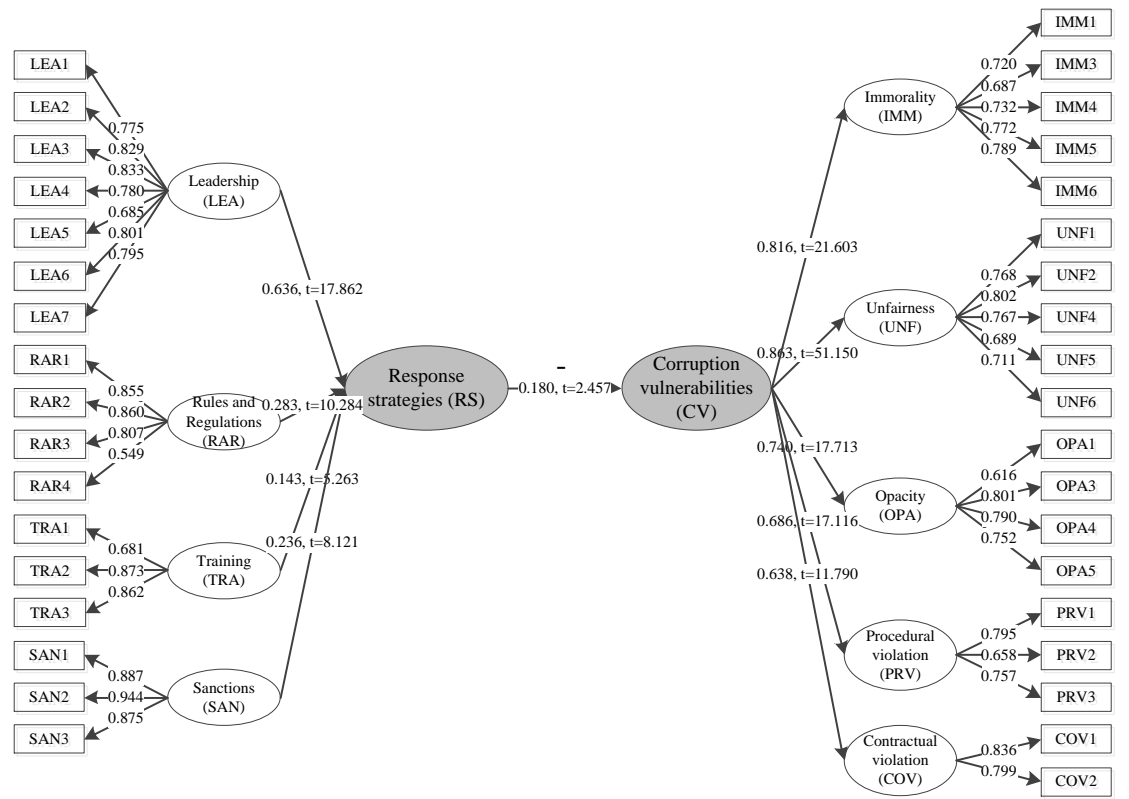 LEA1
LEA2
LEA3
LEA4
LEA5
LEA6
LEA7
0.775
0.829
0.833
0.780
0.685
0.801
0.795
Leadership
(LEA)
RAR1
RAR2
RAR3
RAR4
0.855
0.860
0.807
0.549
Rules and
Regulations
(RAR)
TRA1
TRA2
TRA3
0.681
0.873
0.862
Training
(TRA)
SAN1
SAN2
SAN3
0.887
0.944
0.875
Sanctions
(SAN)
0.636, t=17.862
0.283, t=10.284
0.143, t=5.263
0.236, t=8.121
Response
strategies (RS)
-
0.180, t=2.457
Corruption
vulnerabilities
(CV)
0.816, t=21.603
0.863, t=51.150
0.740, t=17.713
0.686, t=17.116
0.638, t=11.790
Immorality
(IMM)
0.720
0.687
0.732
0.772
0.789
IMM1
IMM3
IMM4
IMM5
IMM6
Unfairness
(UNF)
0.768
0.802
0.767
0.689
0.711
UNF1
UNF2
UNF4
UNF5
UNF6
Opacity
(OPA)
0.616
0.801
0.790
0.752
OPA1
OPA3
OPA4
OPA5
Procedural
violation
(PRV)
0.795
0.658
0.757
PRV1
PRV2
PRV3
Contractual
violation
(COV)
0.836
0.799
COV1
COV2